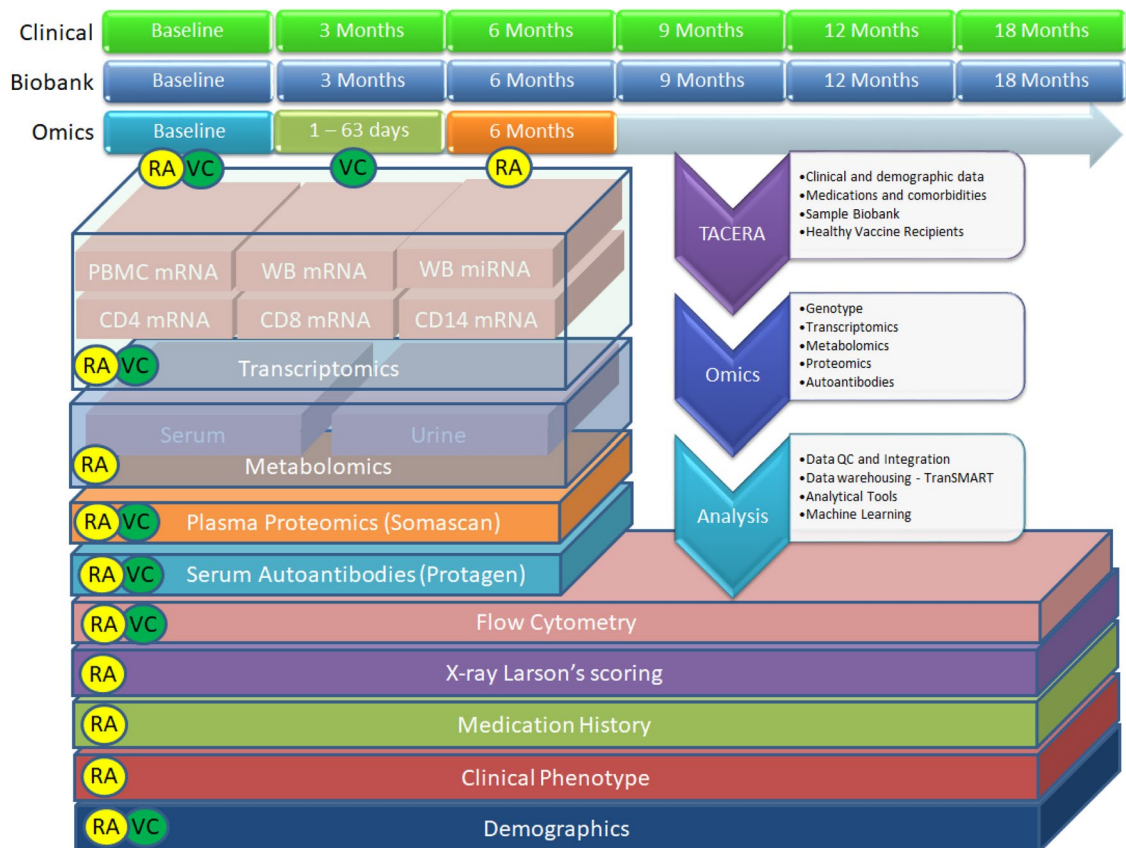 Clinical Baseline 3 Months 6 Months 9 Months 12 Months 18 Months
Biobank Baseline 3 Months 6 Months 9 Months 12 Months 18 Months
Omics Baseline 1 – 63 days 6 Months
RA VC VC RA
PBMC mRNA WB mRNA WB miRNA
CD4 mRNA CD8 mRNA CD14 mRNA
RA VC Transcriptomics
Serum Urine
RA Metabolomics
RA VC Plasma Proteomics (Somascan)
RA VC Serum Autoantibodies (Protagen)
RA VC Flow Cytometry
RA X-ray Larson's scoring
RA Medication History
RA Clinical Phenotype
RA VC Demographics
TACERA
•Clinical and demographic data
•Medications and comorbidities
•Sample Biobank
•Healthy Vaccine Recipients
Omics
•Genotype
•Transcriptomics
•Metabolomics
•Proteomics
•Autoantibodies
Analysis
•Data QC and Integration
•Data warehousing - TranSMART
•Analytical Tools
•Machine Learning